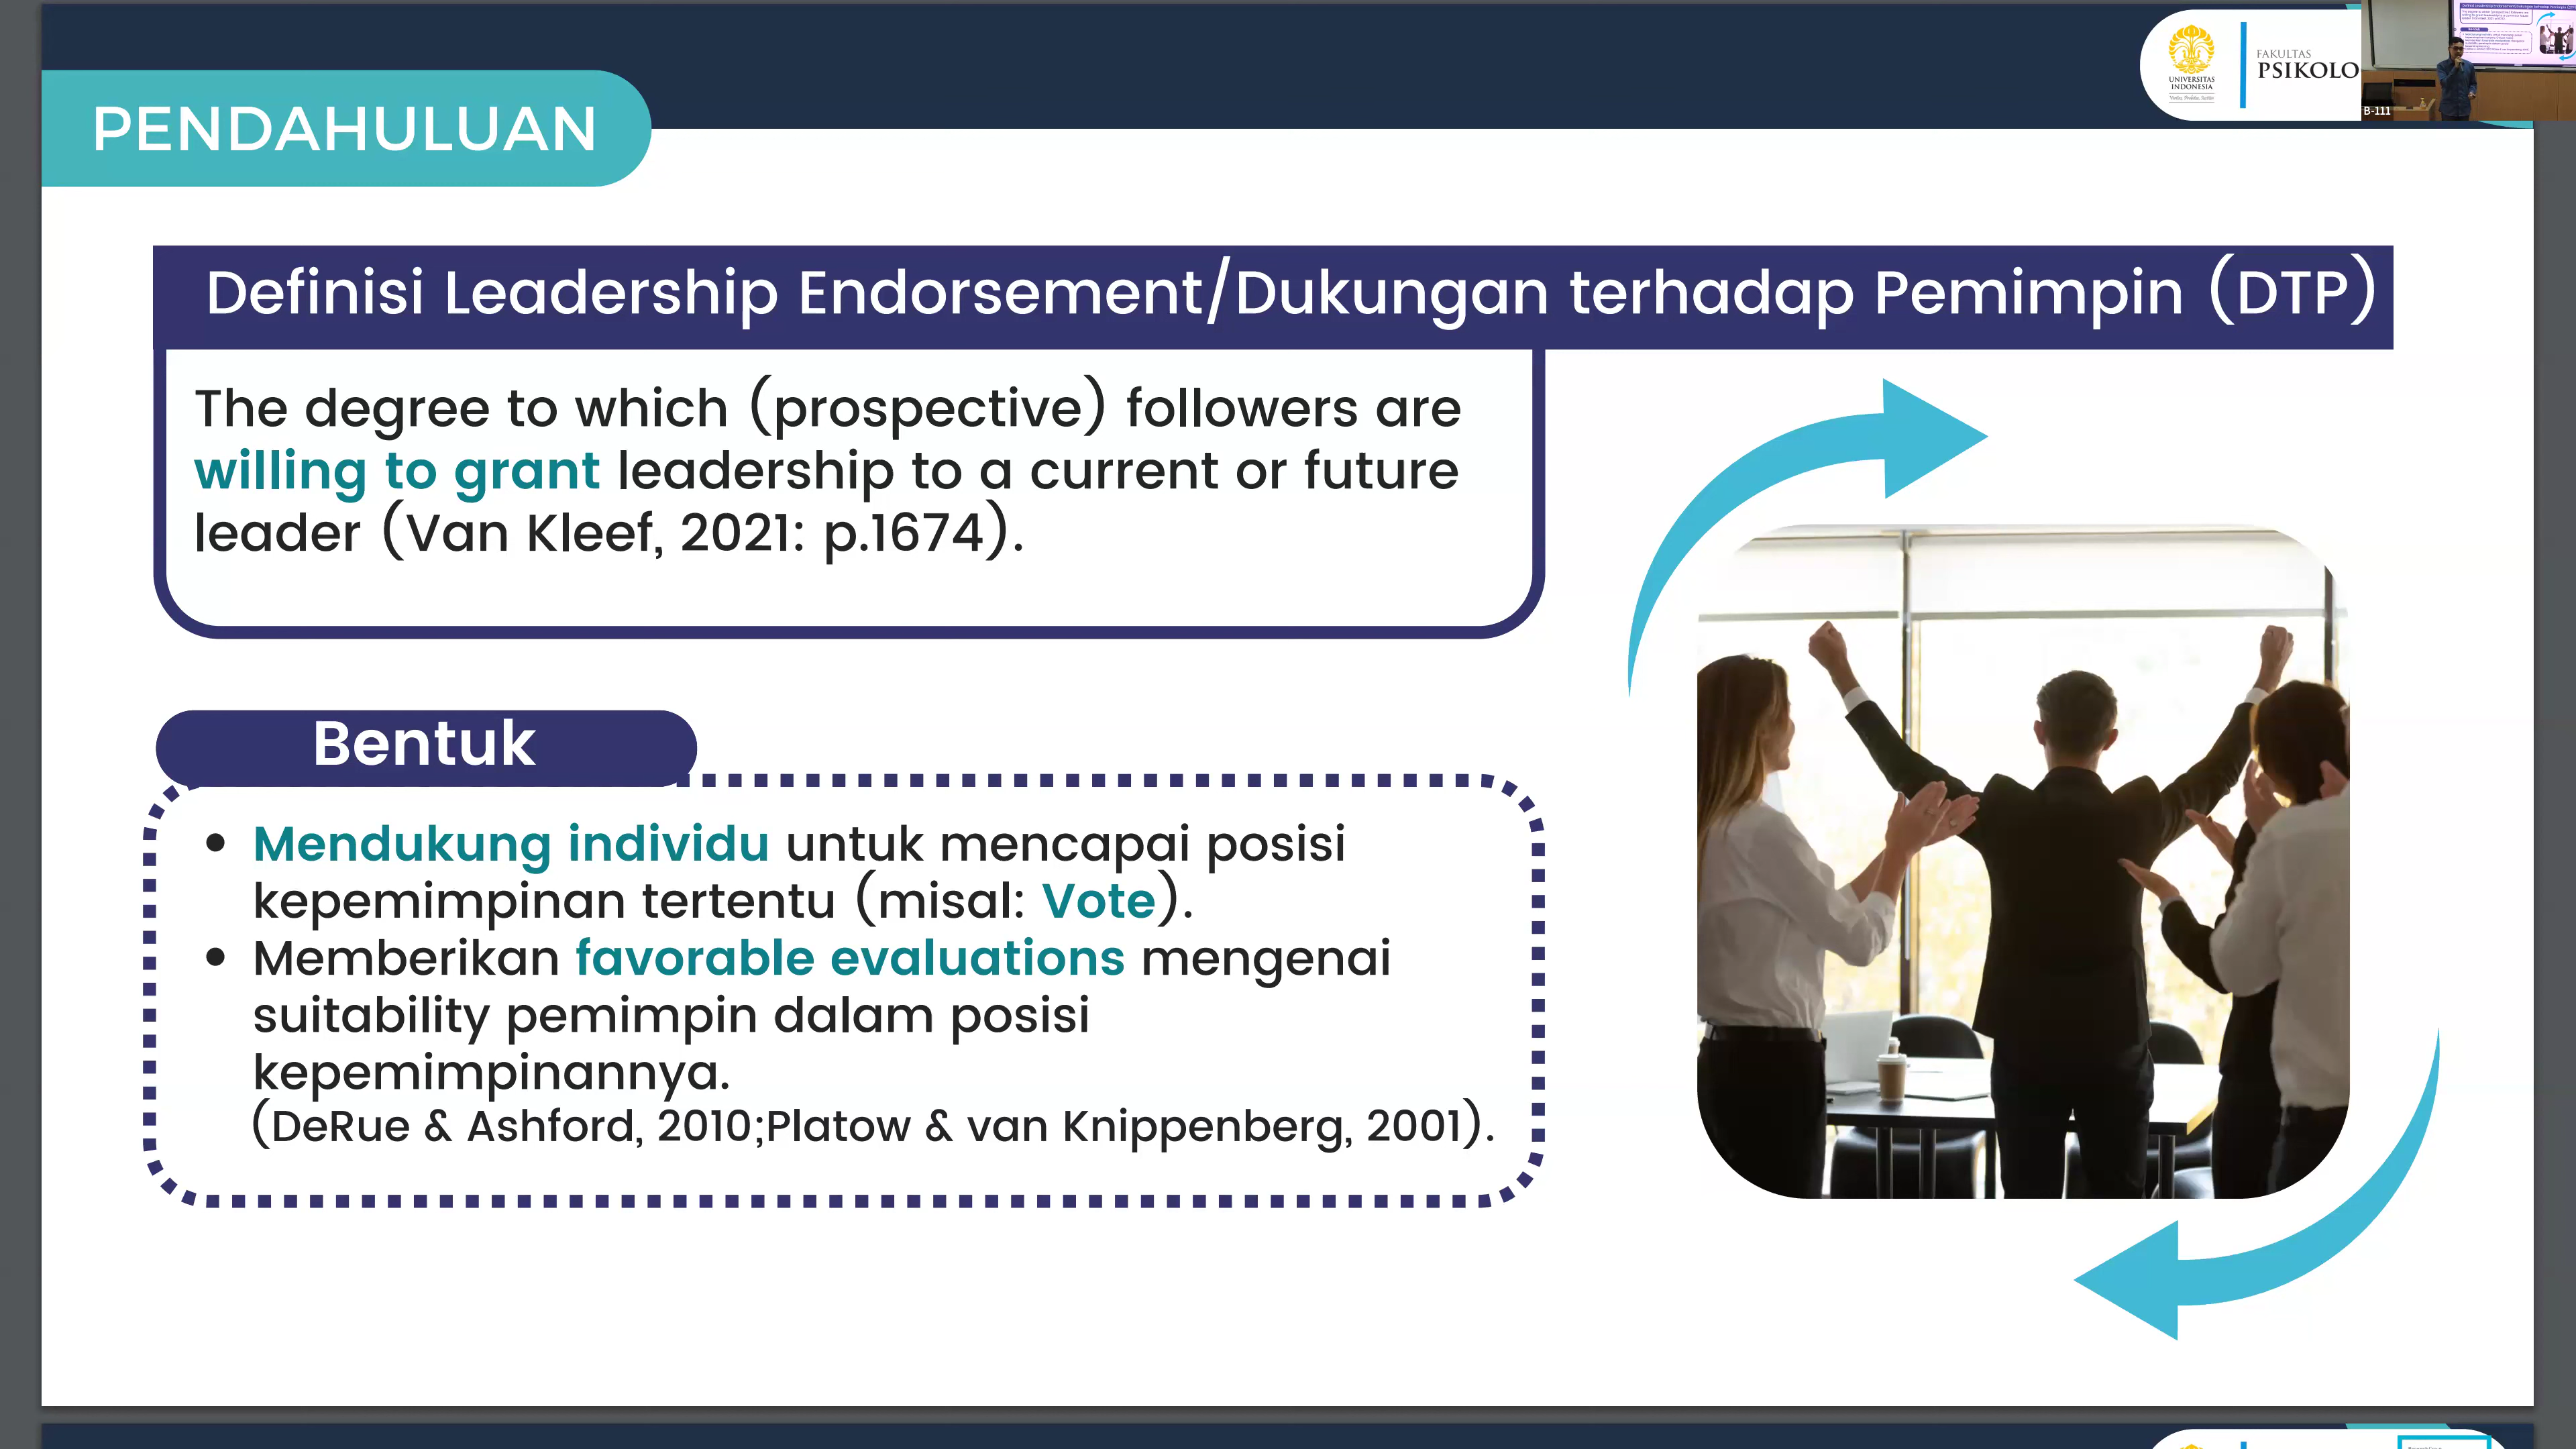 PENDAHULUAN
UNIVERSITAS
INDONESIA
Veritas, Probitas, Iustitia
FAKULTAS
PSIKOLO
B-111
Definisi Leadership Endorsement/Dukungan terhadap Pemimpin (DTP)
The degree to which (prospective) followers are
willing to grant leadership to a current or future
leader (Van Kleef, 2021: p.1674).
Bentuk
• Mendukung individu untuk mencapai posisi
kepemimpinan tertentu (misal: Vote).
• Memberikan favorable evaluations mengenai
suitability pemimpin dalam posisi
kepemimpinannya.
(DeRue & Ashford, 2010;Platow & van Knippenberg, 2001).